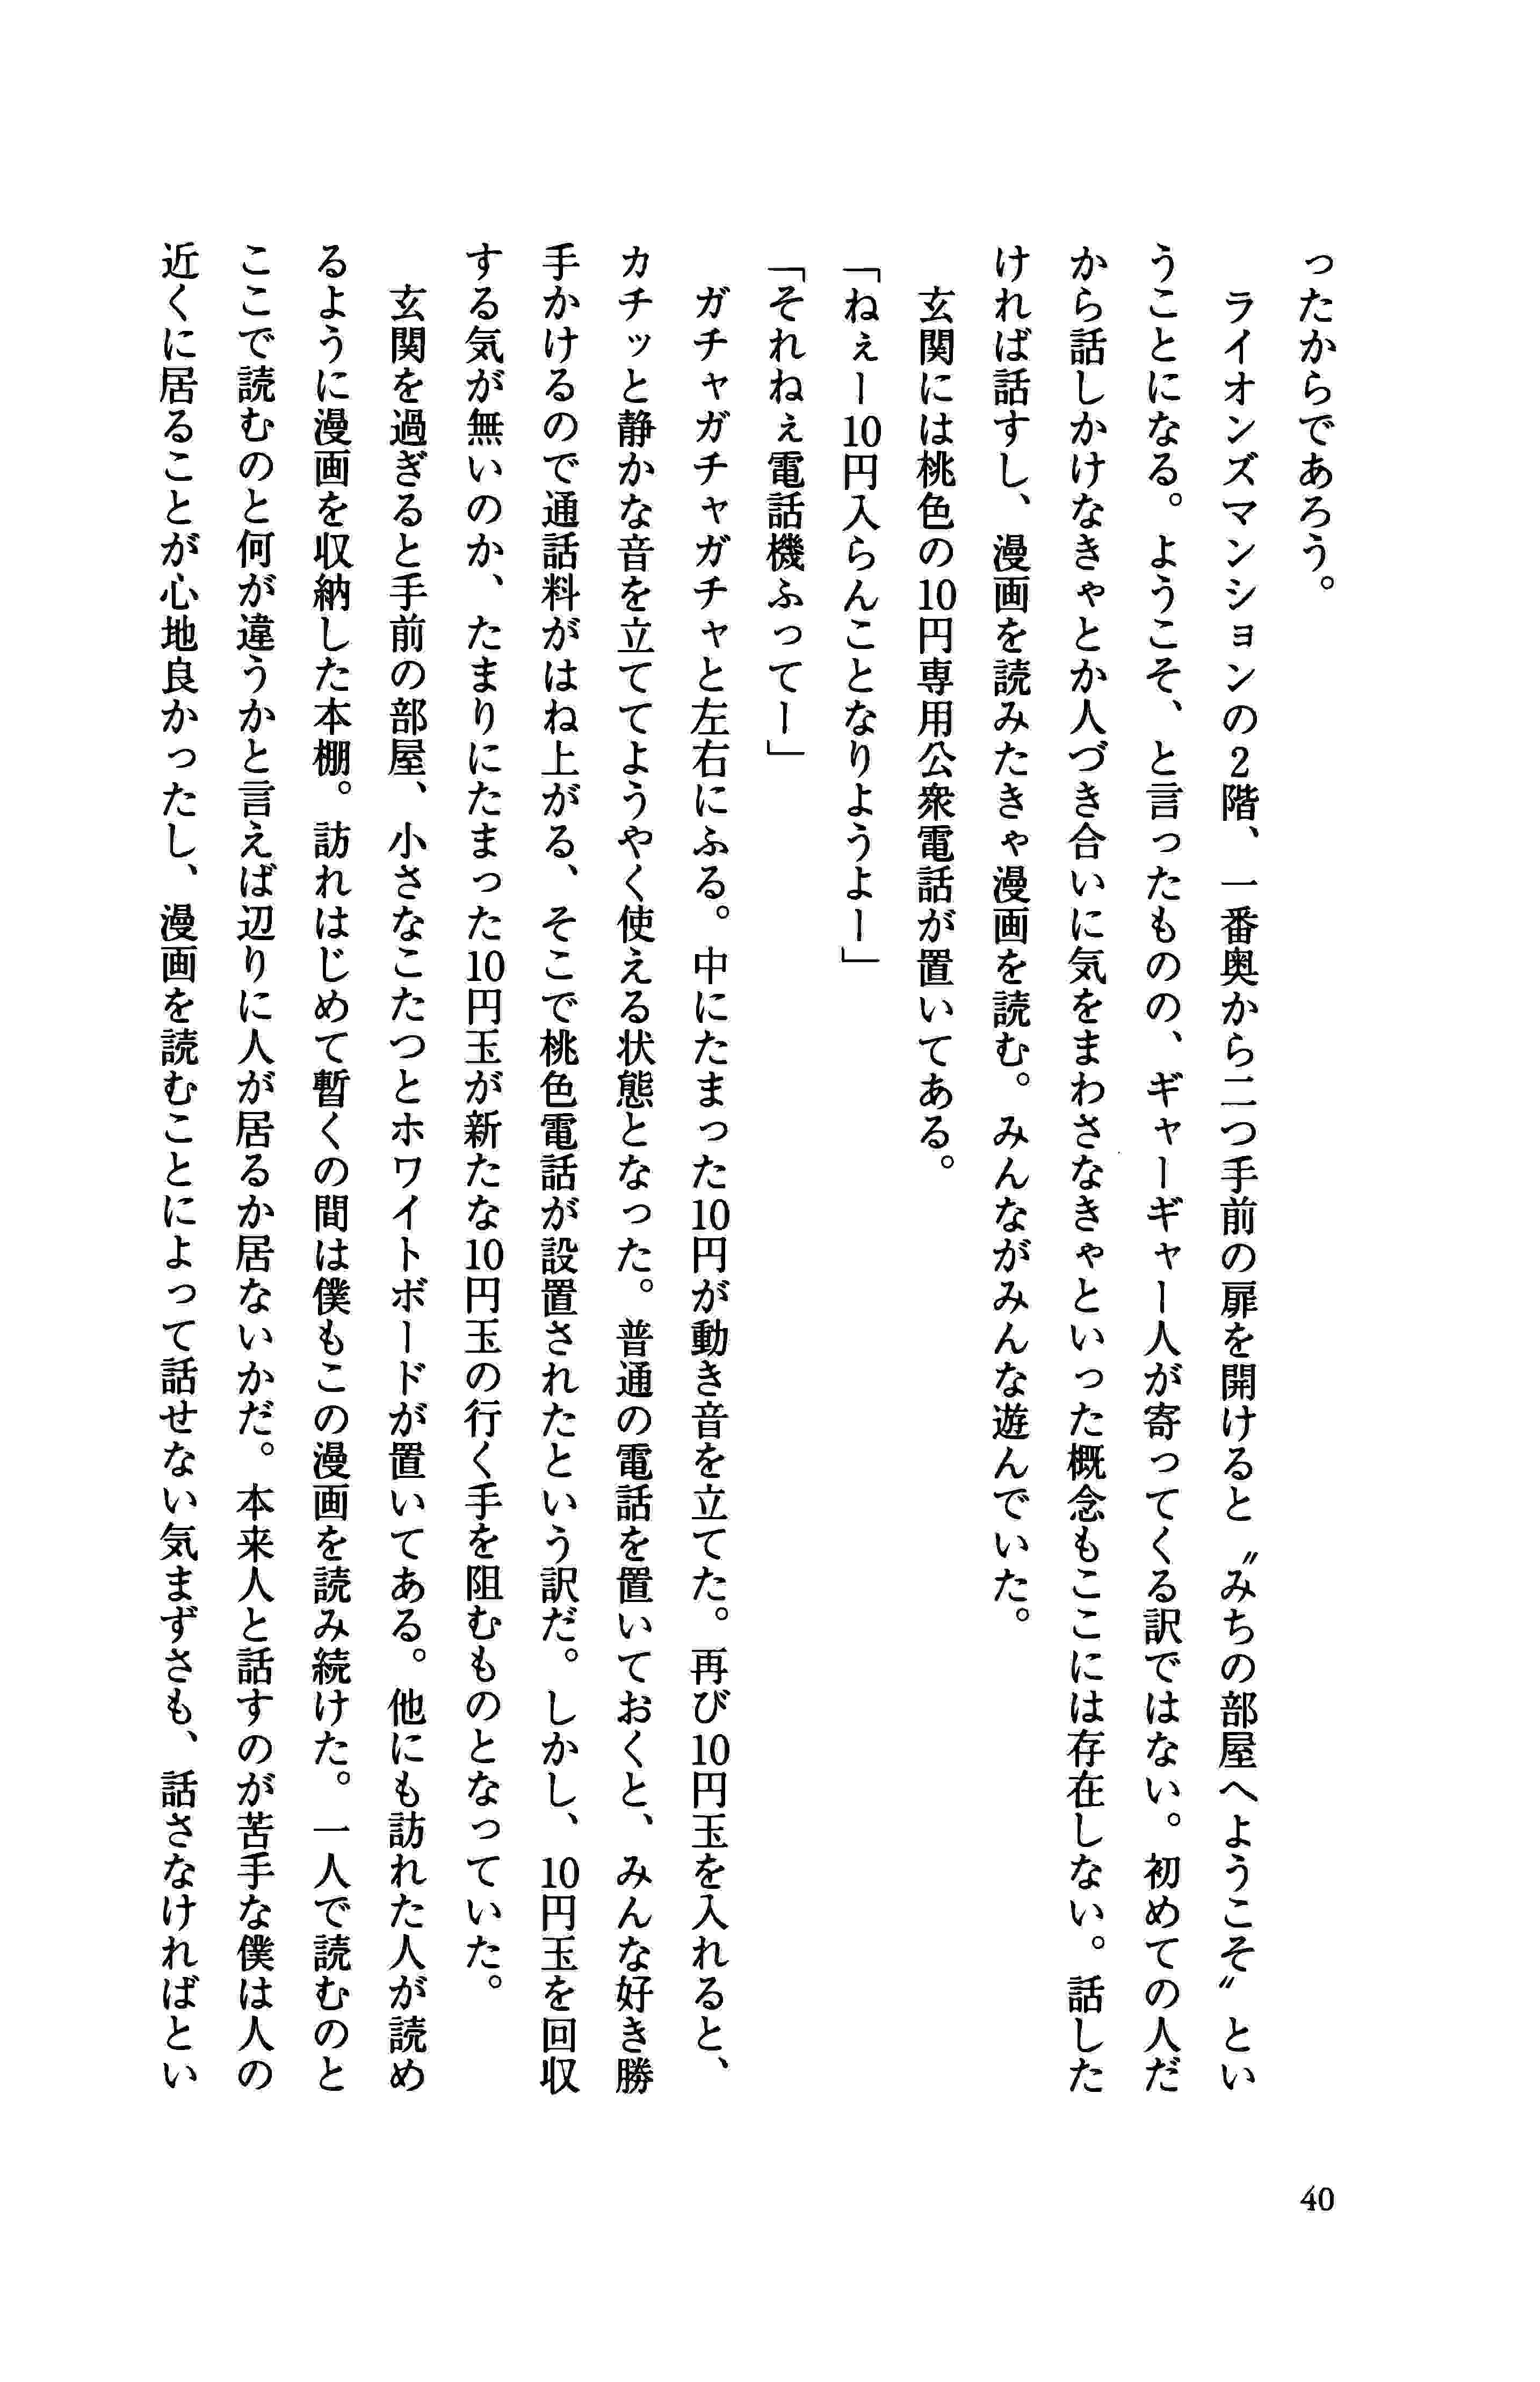 ったからであろう。
　ライオンズマンションの2階、一番奥から二つ手前の扉を開けると〝みちの部屋へようこそ〟とい
うことになる。ようこそ、と言ったものの、ギャーギャー人が寄ってくる訳ではない。初めての人だ
から話しかけなきゃとか人づき合いに気をまわさなきゃといった概念もここには存在しない。話した
ければ話すし、漫画を読みたきゃ漫画を読む。みんながみんな遊んでいた。
　玄関には桃色の10円専用公衆電話が置いてある。
「ねぇー10円入らんことなりようよー」
「それねぇ電話機ふってー」
　ガチャガチャガチャと左右にふる。中にたまった10円が動き音を立てた。再び10円玉を入れると、
カチッと静かな音を立ててようやく使える状態となった。普通の電話を置いておくと、みんな好き勝
手かけるので通話料がはね上がる、そこで桃色電話が設置されたという訳だ。しかし、10円玉を回収
する気が無いのか、たまりにたまった10円玉が新たな10円玉の行く手を阻むものとなっていた。
　玄関を過ぎると手前の部屋、小さなこたつとホワイトボードが置いてある。他にも訪れた人が読め
るように漫画を収納した本棚。訪れはじめて暫くの間は僕もこの漫画を読み続けた。一人で読むのと
ここで読むのと何が違うかと言えば辺りに人が居るか居ないかだ。本来人と話すのが苦手な僕は人の
近くに居ることが心地良かったし、漫画を読むことによって話せない気まずさも、話さなければとい
40